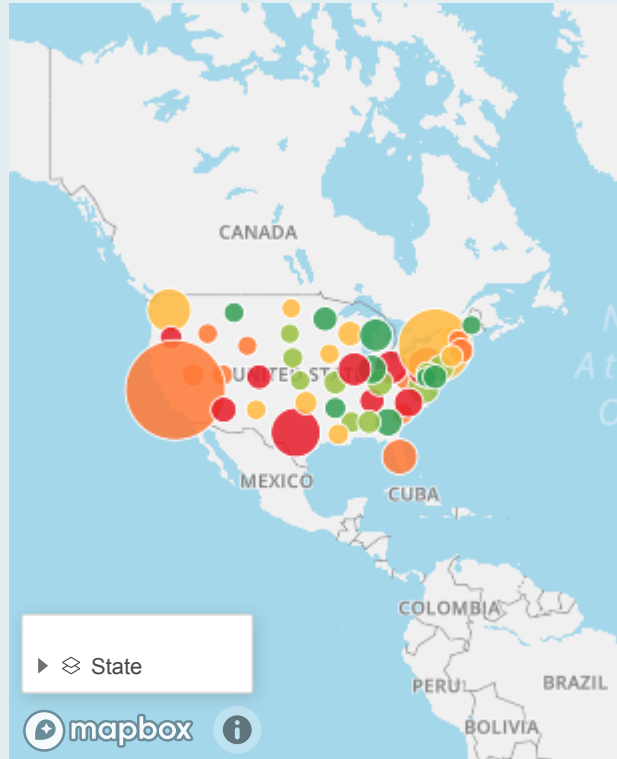 CANADA
UNITED STATES
MEXICO
CUBA
COLOMBIA
PERU
BRAZIL
BOLIVIA
State
mapbox
i